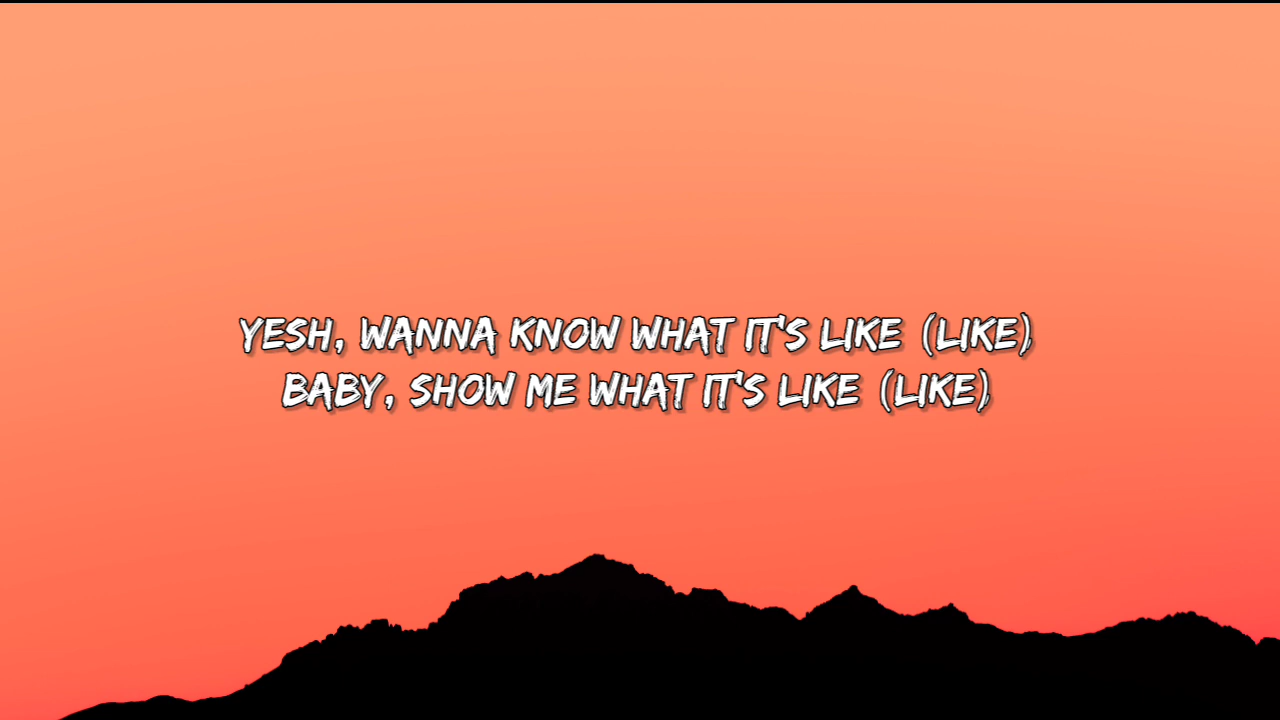 YESH, WANNA KNOW WHAT IT'S LIKE (LIKE)
BABY, SHOW ME WHAT IT'S LIKE (LIKE)